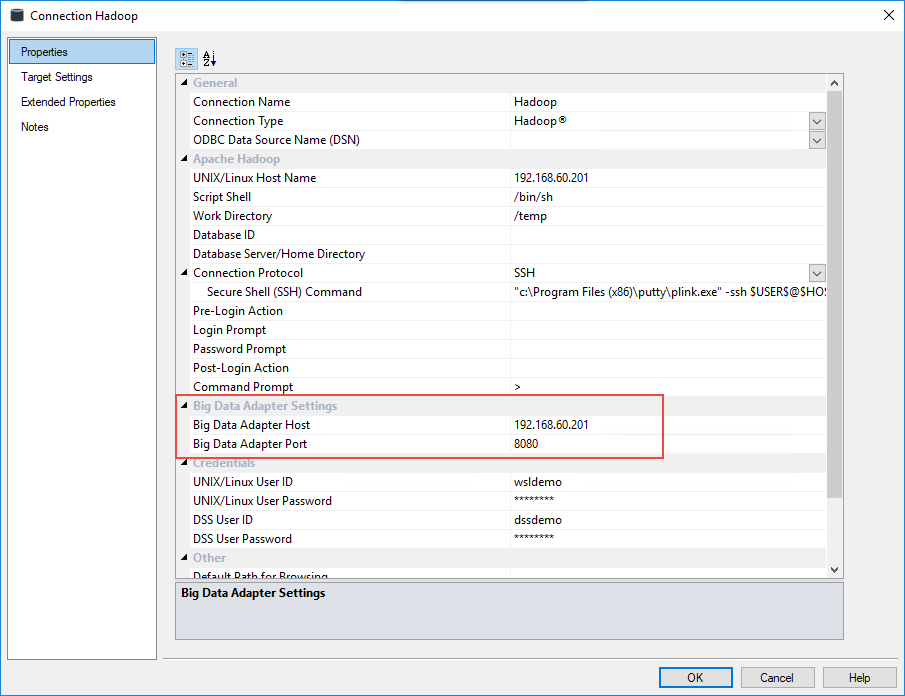 Connection Hadoop
Properties
Target Settings
Extended Properties
Notes
General
Connection Name Hadoop
Connection Type Hadoop®
ODBC Data Source Name (DSN)
Apache Hadoop
UNIX/Linux Host Name 192.168.60.201
Script Shell /bin/sh
Work Directory /temp
Database ID
Database Server/Home Directory
Connection Protocol SSH
Secure Shell (SSH) Command "c:\Program Files (x86)\putty\plink.exe" -ssh $USER$@$HOS
Pre-Login Action
Login Prompt
Password Prompt
Post-Login Action
Command Prompt >
Big Data Adapter Settings
Big Data Adapter Host 192.168.60.201
Big Data Adapter Port 8080
Credentials
UNIX/Linux User ID wsldemo
UNIX/Linux User Password ********
DSS User ID dssdemo
DSS User Password ********
Other
Default Path for Browsing
Big Data Adapter Settings
OK Cancel Help